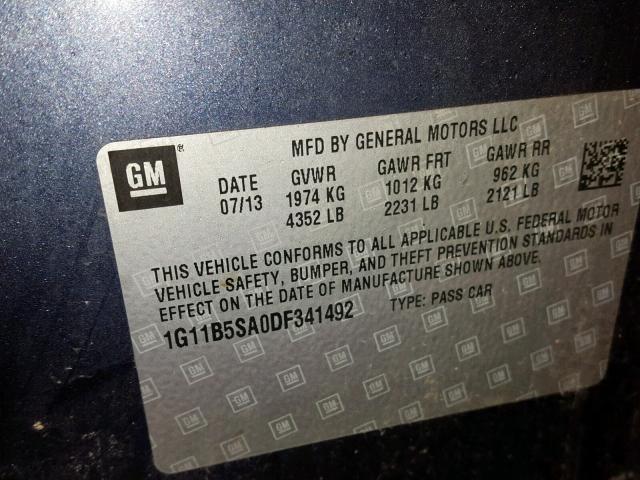 GM
MFD BY GENERAL MOTORS LLC
DATE GVWR GAWR FRT GAWR RR
07/13 1974 KG 1012 KG 962 KG
4352 LB 2231 LB 2121 LB
THIS VEHICLE CONFORMS TO ALL APPLICABLE U.S. FEDERAL MOTOR
VEHICLE SAFETY, BUMPER, AND THEFT PREVENTION STANDARDS IN
EFFECT ON THE DATE OF MANUFACTURE SHOWN ABOVE.
1G11B5SA0DF341492 TYPE: PASS CAR